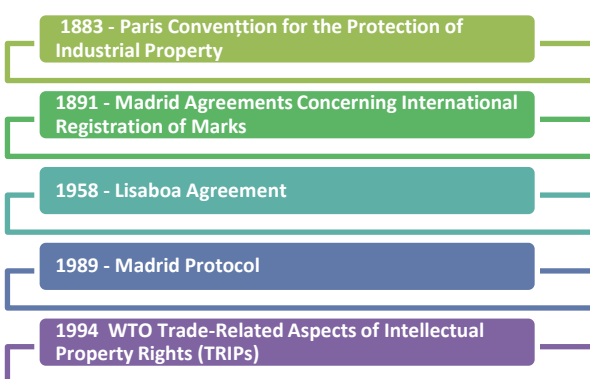 1883 - Paris Convențtion for the Protection of
Industrial Property
1891 - Madrid Agreements Concerning International
Registration of Marks
1958 - Lisaboa Agreement
1989 - Madrid Protocol
1994 WTO Trade-Related Aspects of Intellectual
Property Rights (TRIPs)